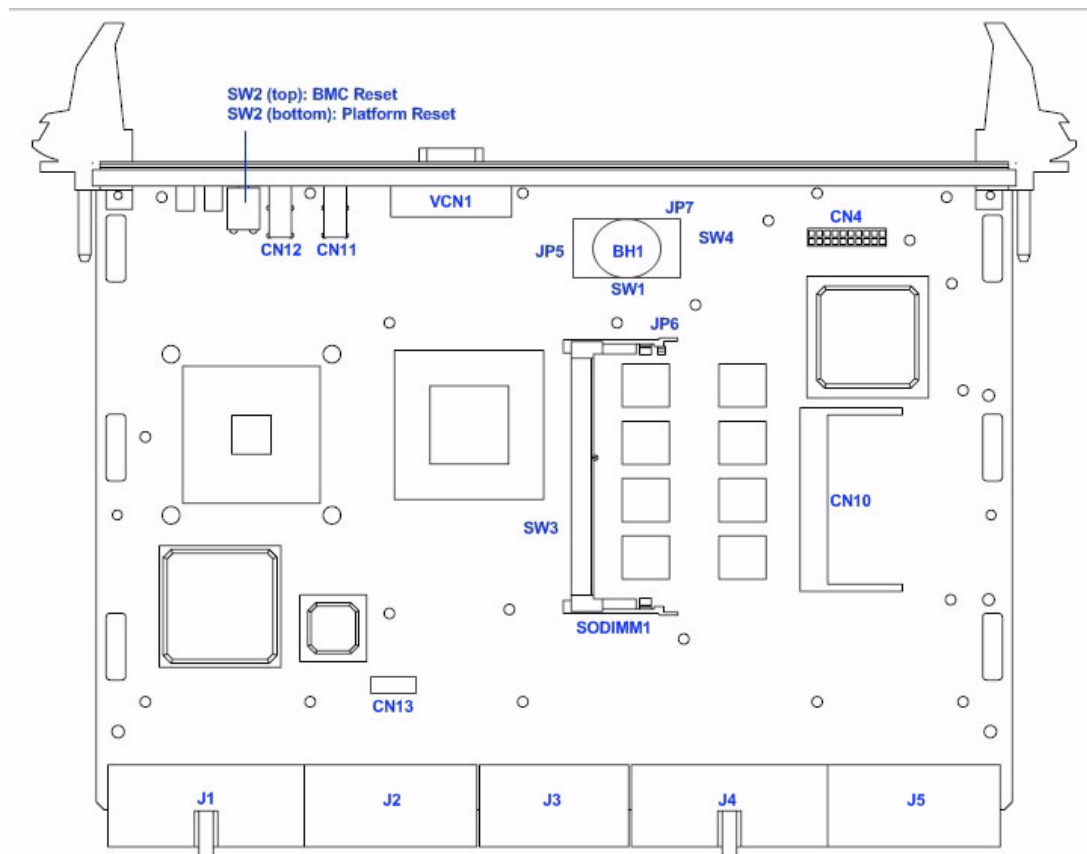 SW2 (top): BMC Reset
SW2 (bottom): Platform Reset
VCN1
JP7
CN4
CN12
CN11
JP5
BH1
SW4
SW1
JP6
CN10
SW3
SODIMM1
CN13
J1
J2
J3
J4
J5